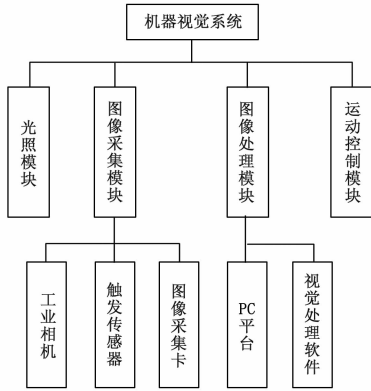 机器视觉系统
光照模块
图像采集模块
图像处理模块
运动控制模块
工业相机
触发传感器
图像采集卡
PC平台
视觉处理软件